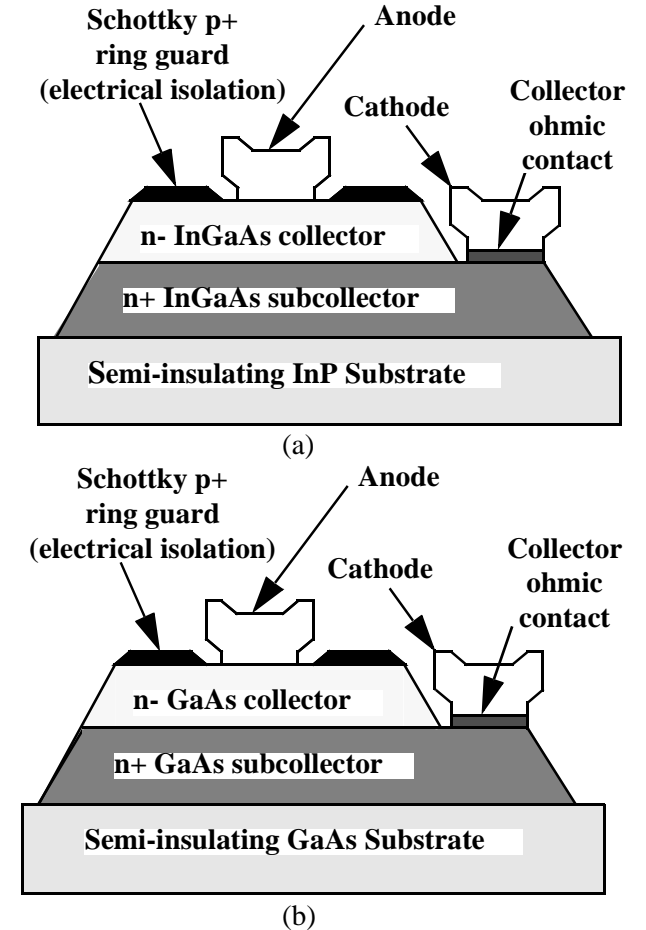 Schottky p+
ring guard
(electrical isolation)
Anode
Cathode
Collector
ohmic
contact
n- InGaAs collector
n+ InGaAs subcollector
Semi-insulating InP Substrate
(a)
Schottky p+
ring guard
(electrical isolation)
Anode
Cathode
Collector
ohmic
contact
n- GaAs collector
n+ GaAs subcollector
Semi-insulating GaAs Substrate
(b)